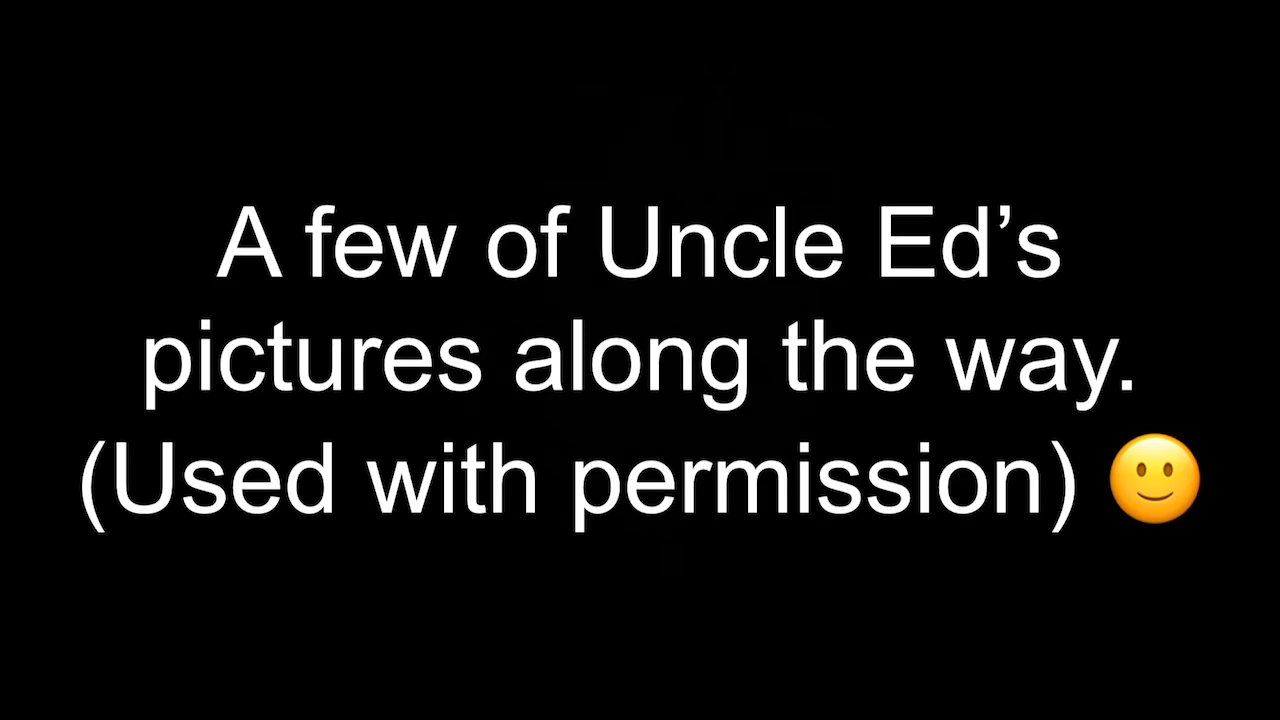 A few of Uncle Ed’s
pictures along the way.
(Used with permission) 🙂